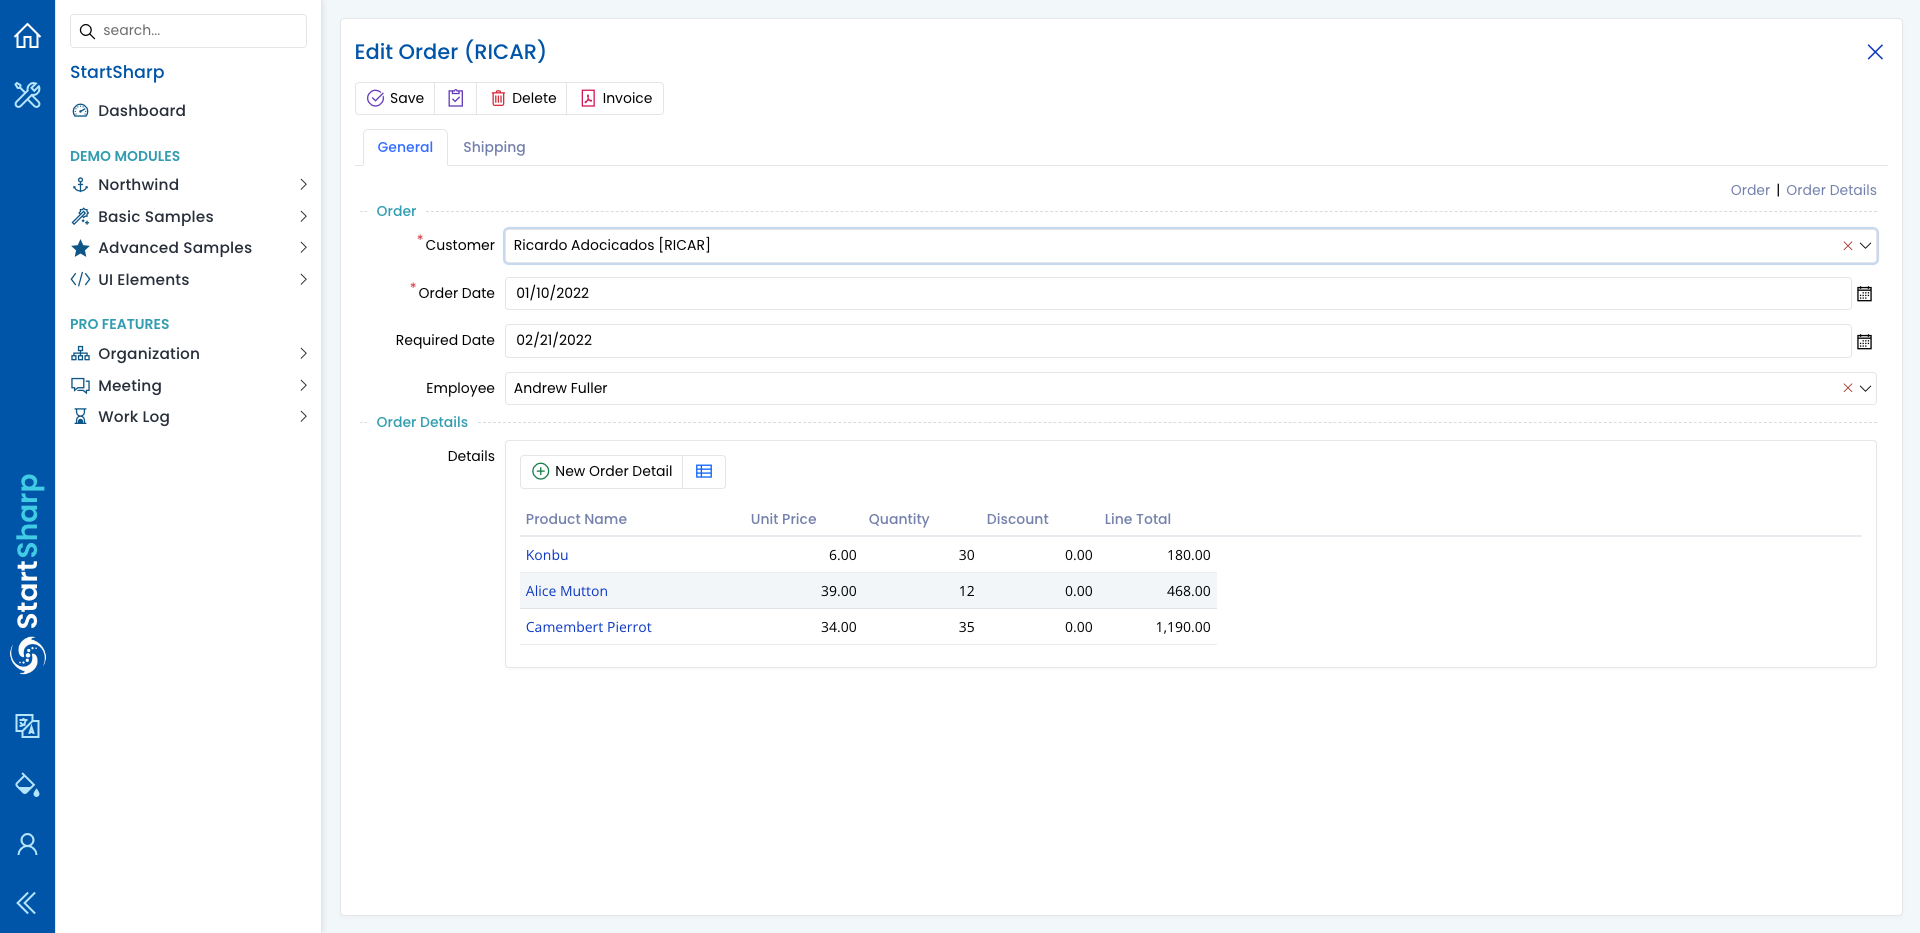 search...
StartSharp
Dashboard
DEMO MODULES
Northwind
Basic Samples
Advanced Samples
UI Elements
PRO FEATURES
Organization
Meeting
Work Log
StartSharp
Edit Order (RICAR)
Save Delete Invoice
General Shipping
Order | Order Details
Order
* Customer Ricardo Adocicados [RICAR]
* Order Date 01/10/2022
Required Date 02/21/2022
Employee Andrew Fuller
Order Details
Details
New Order Detail
Product Name Unit Price Quantity Discount Line Total
Konbu 6.00 30 0.00 180.00
Alice Mutton 39.00 12 0.00 468.00
Camembert Pierrot 34.00 35 0.00 1,190.00